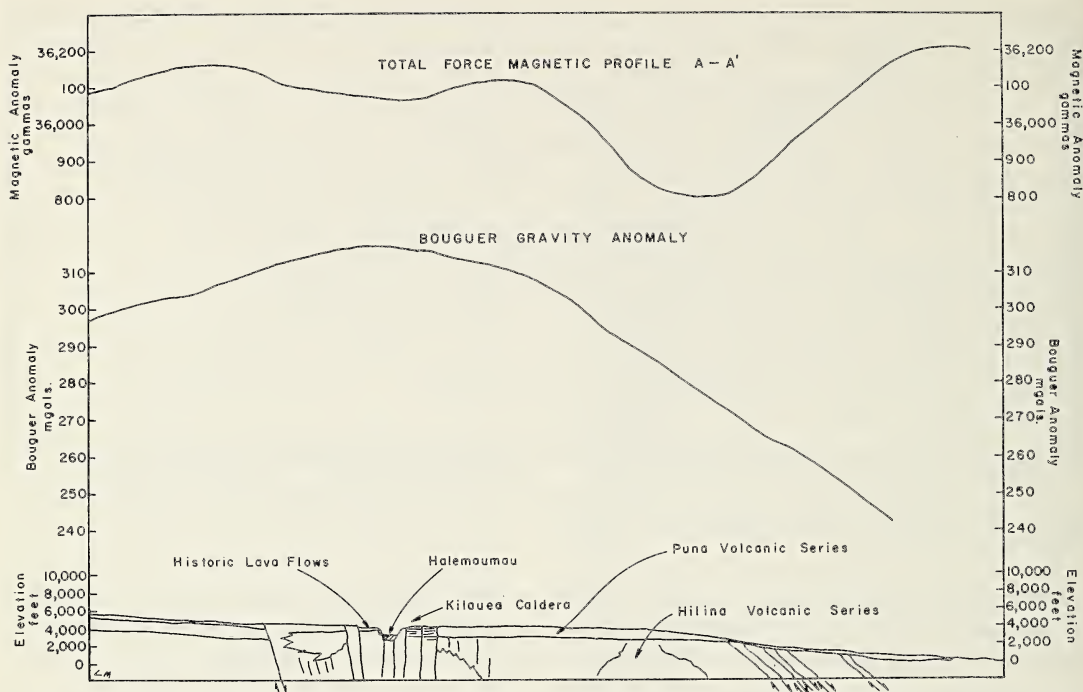 TOTAL FORCE MAGNETIC PROFILE A – A'
Magnetic Anomaly
gammas
36,200
100
36,000
900
800
36,200
100
36,000
900
800
Magnetic Anomaly
gammas
BOUGUER GRAVITY ANOMALY
Bouguer Anomaly
mgals.
310
300
290
280
270
260
250
240
310
300
290
280
270
260
250
240
Bouguer Anomaly
mgals.
Historic Lava Flows
Halemaumau
Puna Volcanic Series
Kilauea Caldera
Hilina Volcanic Series
Elevation
feet
10,000
8,000
6,000
4,000
2,000
0
10,000
8,000
6,000
4,000
2,000
0
Elevation
feet